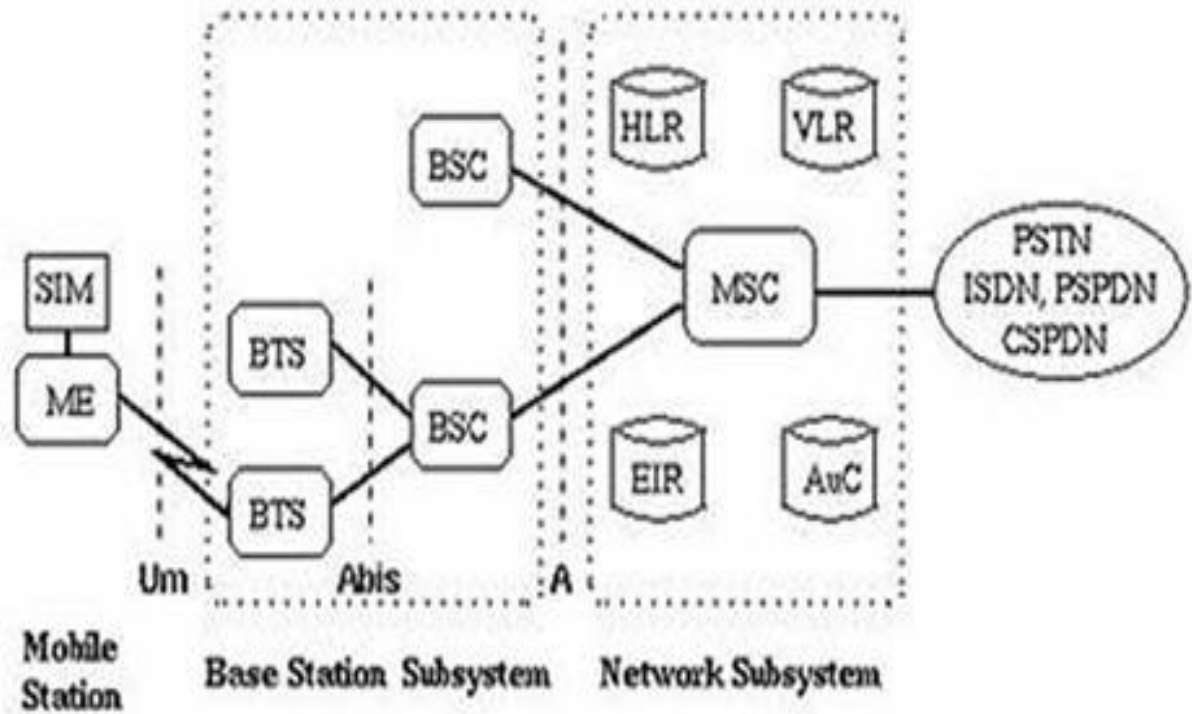 HLR
VLR
BSC
PSTN
ISDN, PSPDN
CSPDN
MSC
SIM
BTS
ME
BSC
EIR
AuC
BTS
Um
Abis
A
Mobile
Station
Base Station Subsystem
Network Subsystem